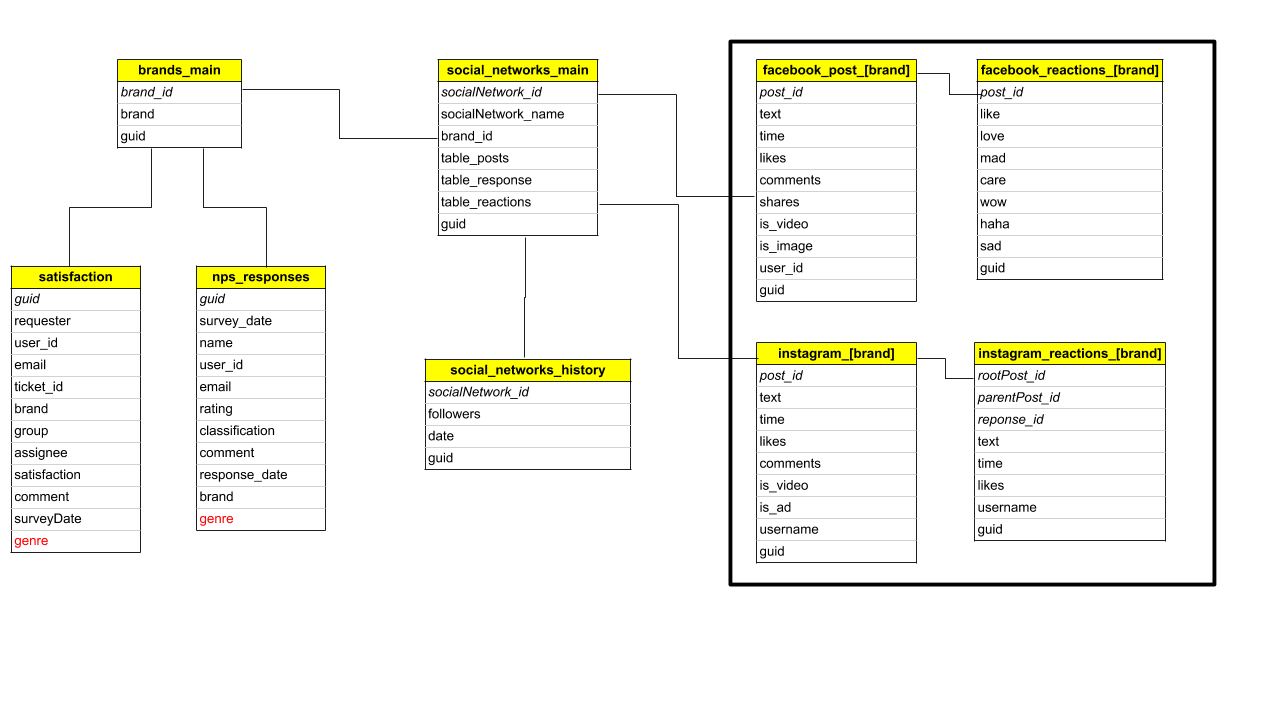 brands_main
brand_id
brand
guid
social_networks_main
socialNetwork_id
socialNetwork_name
brand_id
table_posts
table_response
table_reactions
guid
facebook_post_[brand]
post_id
text
time
likes
comments
shares
is_video
is_image
user_id
guid
facebook_reactions_[brand]
post_id
like
love
mad
care
wow
haha
sad
guid
satisfaction
guid
requester
user_id
email
ticket_id
brand
group
assignee
satisfaction
comment
surveyDate
genre
nps_responses
guid
survey_date
name
user_id
email
rating
classification
comment
response_date
brand
genre
social_networks_history
socialNetwork_id
followers
date
guid
instagram_[brand]
post_id
text
time
likes
comments
is_video
is_ad
username
guid
instagram_reactions_[brand]
rootPost_id
parentPost_id
reponse_id
text
time
likes
username
guid